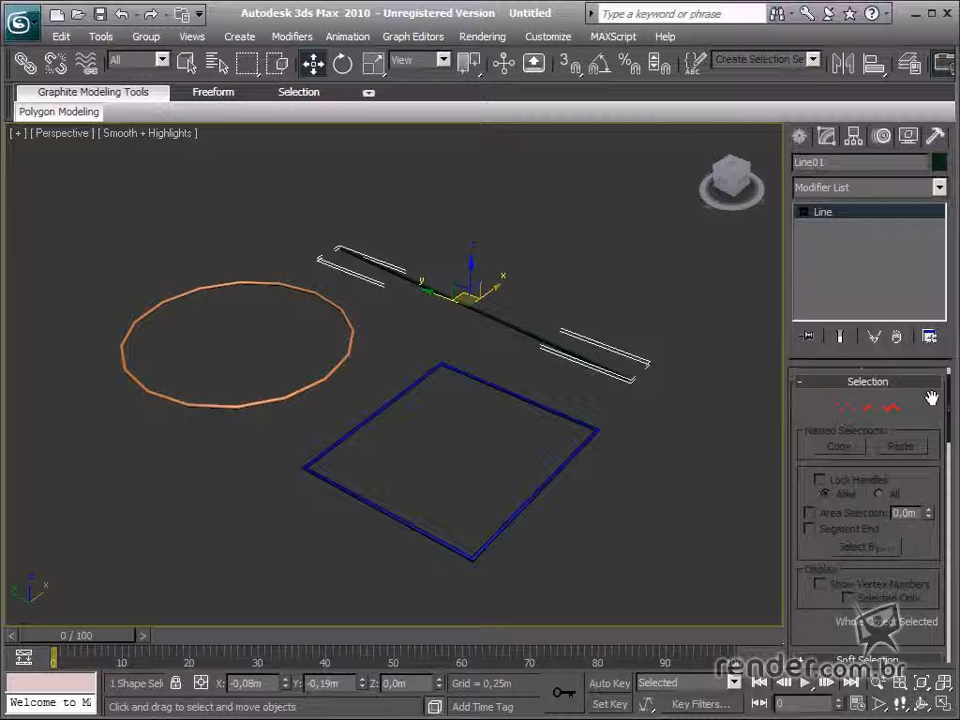 Autodesk 3ds Max 2010 - Unregistered Version Untitled
Type a keyword or phrase
Edit Tools Group Views Create Modifiers Animation Graph Editors Rendering Customize MAXScript Help
All View 3 Create Selection Se
Graphite Modeling Tools Freeform Selection
Polygon Modeling
[ + ] [ Perspective ] [ Smooth + Highlights ]
Line01
Modifier List
Line
z
y x
Selection
Named Selections:
Copy Paste
Lock Handles
Alike All
Area Selection: 0,0m
Segment End
Select By...
Display
Show Vertex Numbers
Selected Only
Whole Object Selected
Soft Selection
render.com.br
z
x
0 / 100
0 10 20 30 40 50 60 70 80 90
1 Shape Sel X: -0,08m Y: -0,19m Z: 0,0m Grid = 0,25m Auto Key Selected
Welcome to M Click and drag to select and move objects Add Time Tag Set Key Key Filters... 0